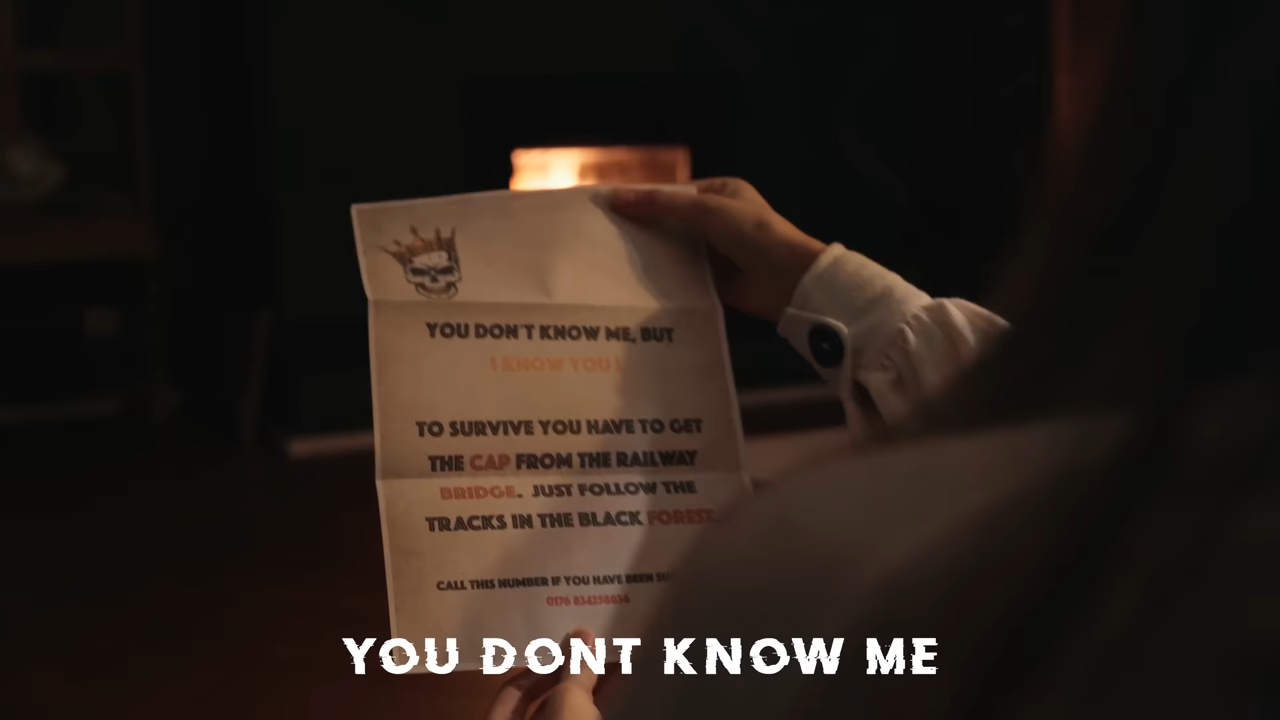 YOU DON'T KNOW ME, BUT
I KNOW YOU!
TO SURVIVE YOU HAVE TO GET
THE CAP FROM THE RAILWAY
BRIDGE. JUST FOLLOW THE
TRACKS IN THE BLACK FOREST.
CALL THIS NUMBER IF YOU HAVE BEEN
0176
YOU DONT KNOW ME